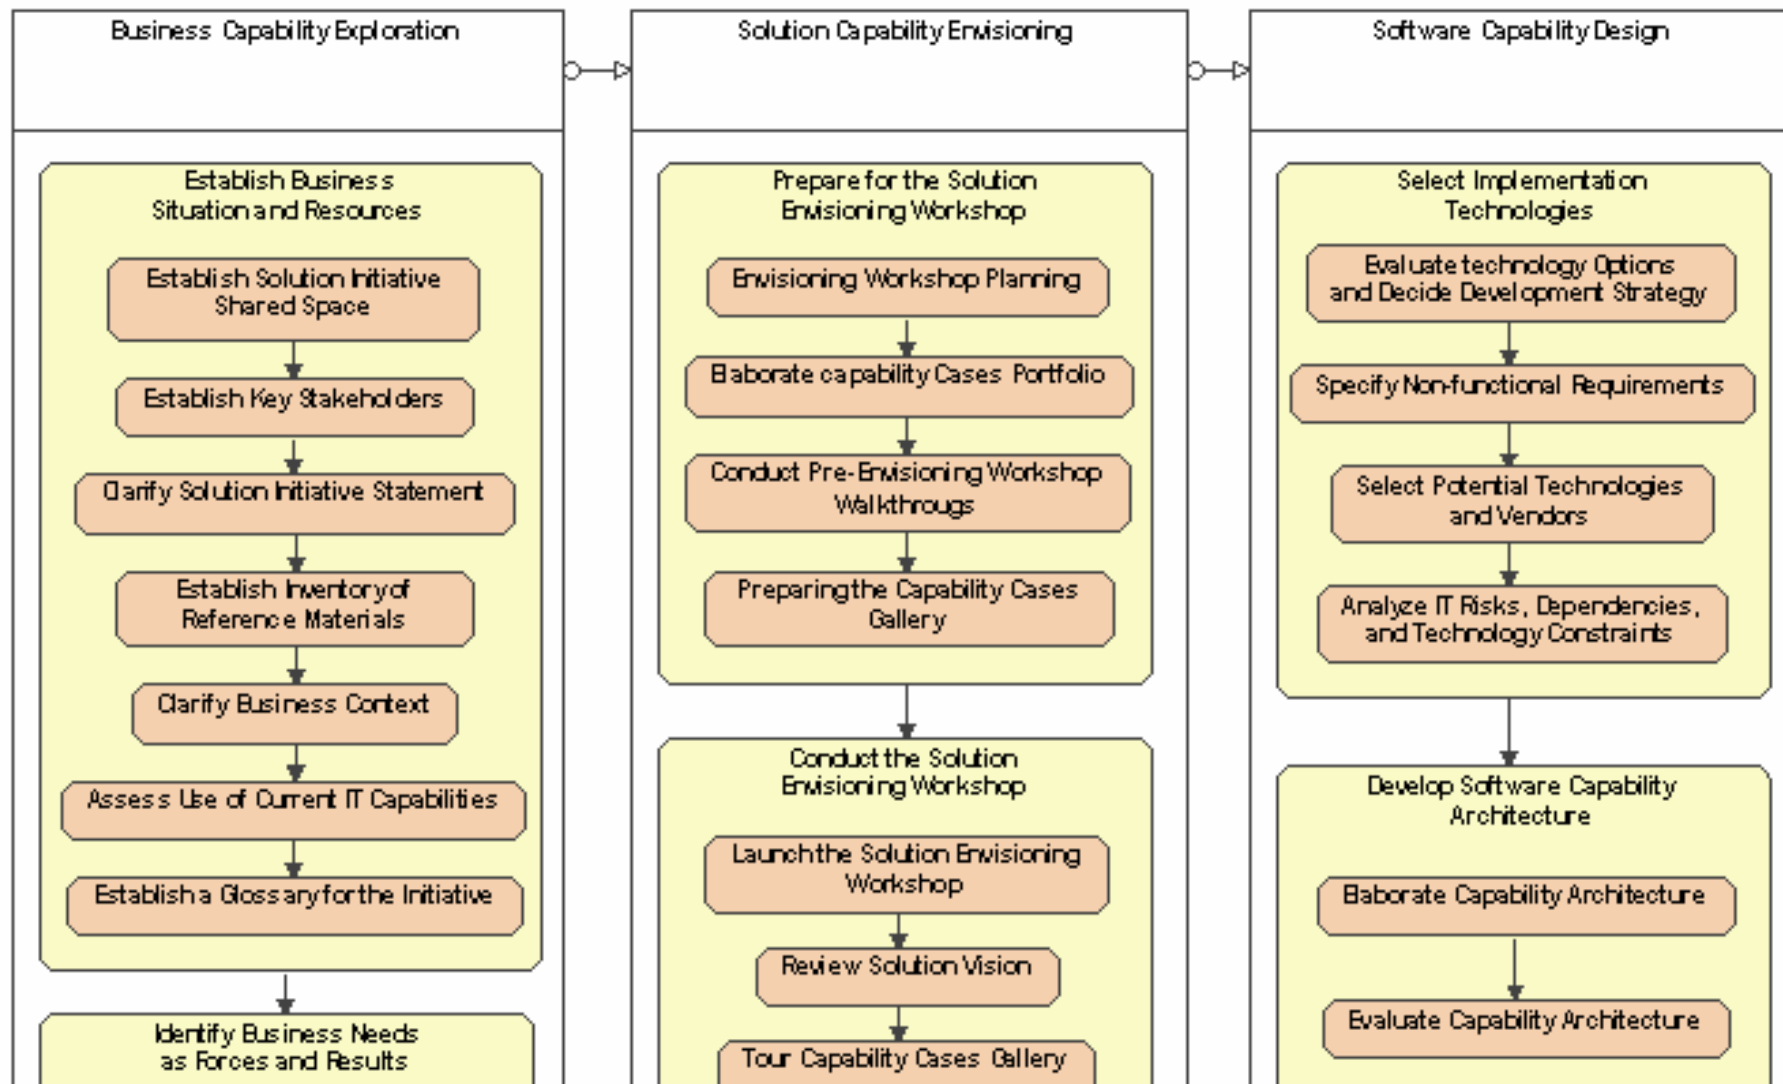 Business Capability Exploration
Establish Business
Situation and Resources
Establish Solution Initiative
Shared Space
Establish Key Stakeholders
Clarify Solution Initiative Statement
Establish Inventory of
Reference Materials
Clarify Business Context
Assess Use of Current IT Capabilities
Establish a Glossary for the Initiative
Identify Business Needs
as Forces and Results
Solution Capability Envisioning
Prepare for the Solution
Envisioning Workshop
Envisioning Workshop Planning
Elaborate capability Cases Portfolio
Conduct Pre-Envisioning Workshop
Walkthrougs
Preparing the Capability Cases
Gallery
Conduct the Solution
Envisioning Workshop
Launch the Solution Envisioning
Workshop
Review Solution Vision
Tour Capability Cases Gallery
Software Capability Design
Select Implementation
Technologies
Evaluate technology Options
and Decide Development Strategy
Specify Non-functional Requirements
Select Potential Technologies
and Vendors
Analyze IT Risks, Dependencies,
and Technology Constraints
Develop Software Capability
Architecture
Elaborate Capability Architecture
Evaluate Capability Architecture